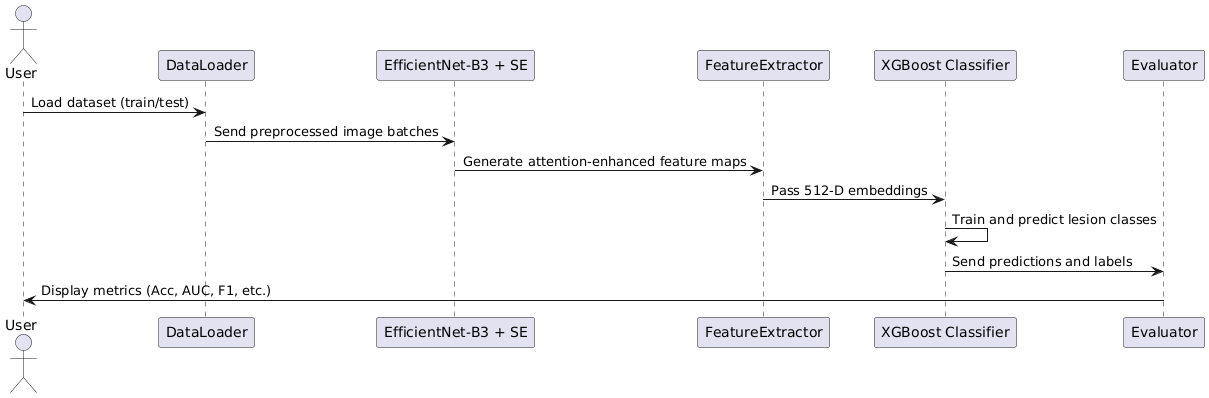 User
DataLoader
EfficientNet-B3 + SE
FeatureExtractor
XGBoost Classifier
Evaluator
Load dataset (train/test)
Send preprocessed image batches
Generate attention-enhanced feature maps
Pass 512-D embeddings
Train and predict lesion classes
Send predictions and labels
Display metrics (Acc, AUC, F1, etc.)
User
DataLoader
EfficientNet-B3 + SE
FeatureExtractor
XGBoost Classifier
Evaluator